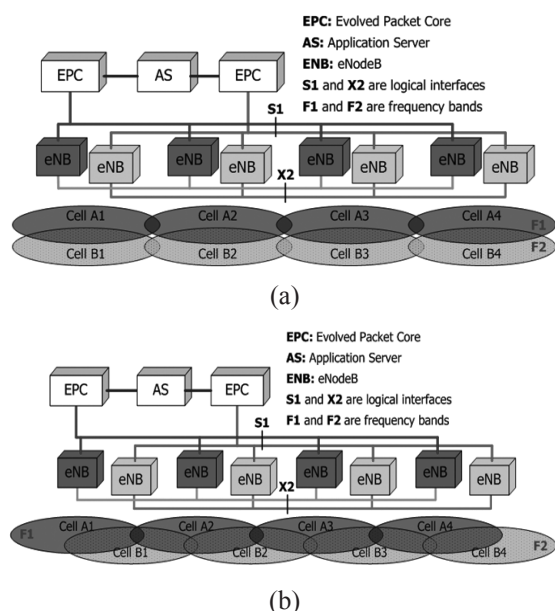 EPC: Evolved Packet Core
AS: Application Server
ENB: eNodeB
S1 and X2 are logical interfaces
F1 and F2 are frequency bands
EPC AS EPC
S1
eNB eNB eNB eNB eNB eNB eNB eNB
X2
Cell A1 Cell A2 Cell A3 Cell A4 F1
Cell B1 Cell B2 Cell B3 Cell B4 F2
(a)
EPC: Evolved Packet Core
AS: Application Server
ENB: eNodeB
S1 and X2 are logical interfaces
F1 and F2 are frequency bands
EPC AS EPC
S1
eNB eNB eNB eNB eNB eNB eNB eNB
X2
F1 Cell A1 Cell A2 Cell A3 Cell A4
Cell B1 Cell B2 Cell B3 Cell B4 F2
(b)